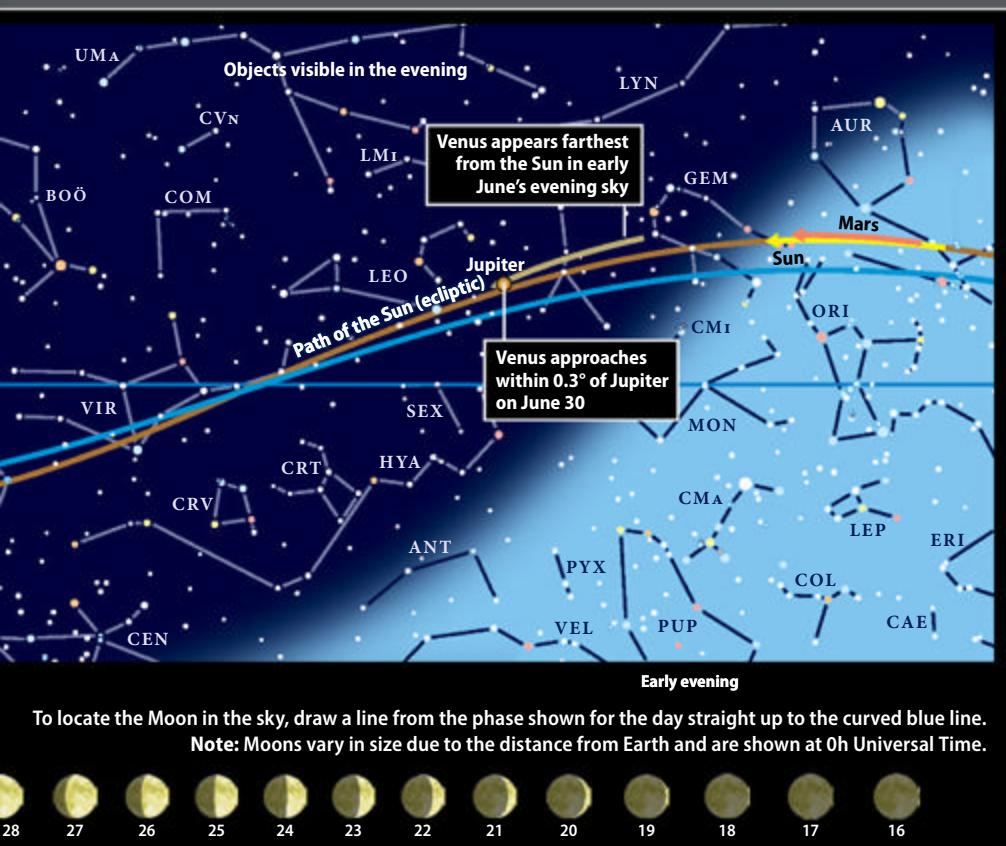 UMA
Objects visible in the evening
LYN
CVN
AUR
Venus appears farthest
from the Sun in early
June's evening sky
LMI
GEM
BOÖ
COM
Mars
Sun
LEO
Jupiter
Path of the Sun (ecliptic)
ORI
CMI
Venus approaches
within 0.3° of Jupiter
on June 30
VIR
SEX
MON
CRT
HYA
CRV
CMA
LEP
ANT
ERI
PYX
COL
CEN
VEL
PUP
CAE
Early evening
To locate the Moon in the sky, draw a line from the phase shown for the day straight up to the curved blue line.
Note: Moons vary in size due to the distance from Earth and are shown at 0h Universal Time.
28 27 26 25 24 23 22 21 20 19 18 17 16